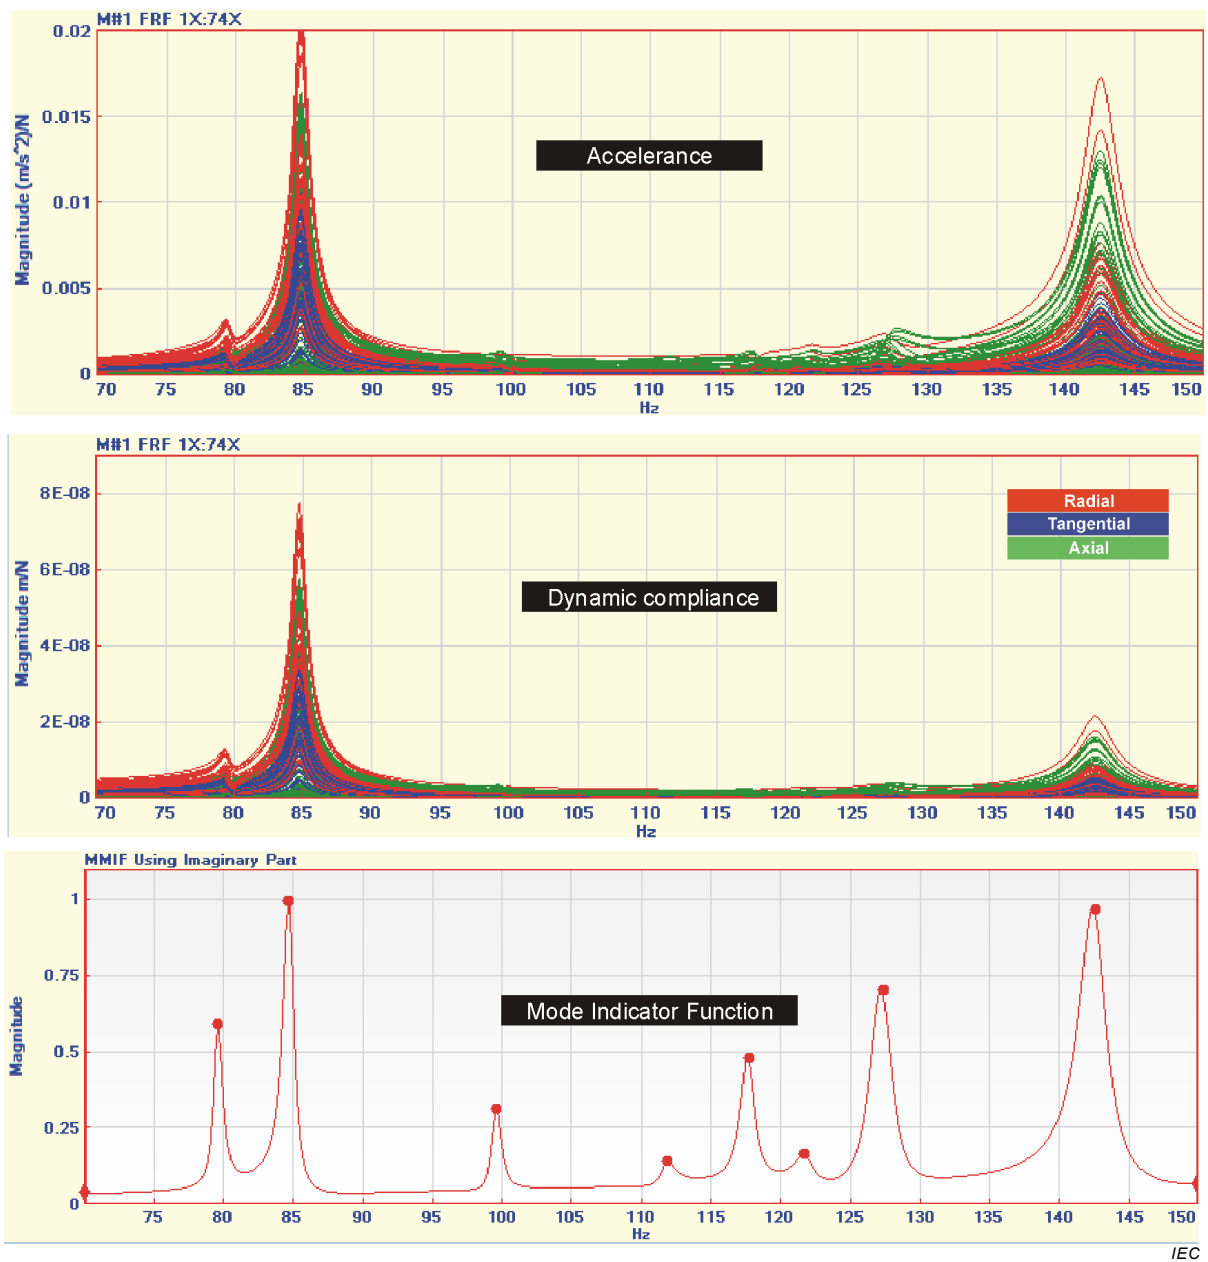 M#1 FRF 1X:74X
0.02
0.015
0.01
0.005
0
Magnitude (m/s^2)/N
Accelerance
70 75 80 85 90 95 100 105 110 115 120 125 130 135 140 145 150
Hz
M#1 FRF 1X:74X
8E-08
6E-08
4E-08
2E-08
0
Magnitude m/N
Radial
Tangential
Axial
Dynamic compliance
70 75 80 85 90 95 100 105 110 115 120 125 130 135 140 145 150
Hz
MMIF Using Imaginary Part
1
0.75
0.5
0.25
0
Magnitude
Mode Indicator Function
75 80 85 90 95 100 105 110 115 120 125 130 135 140 145 150
Hz
IEC